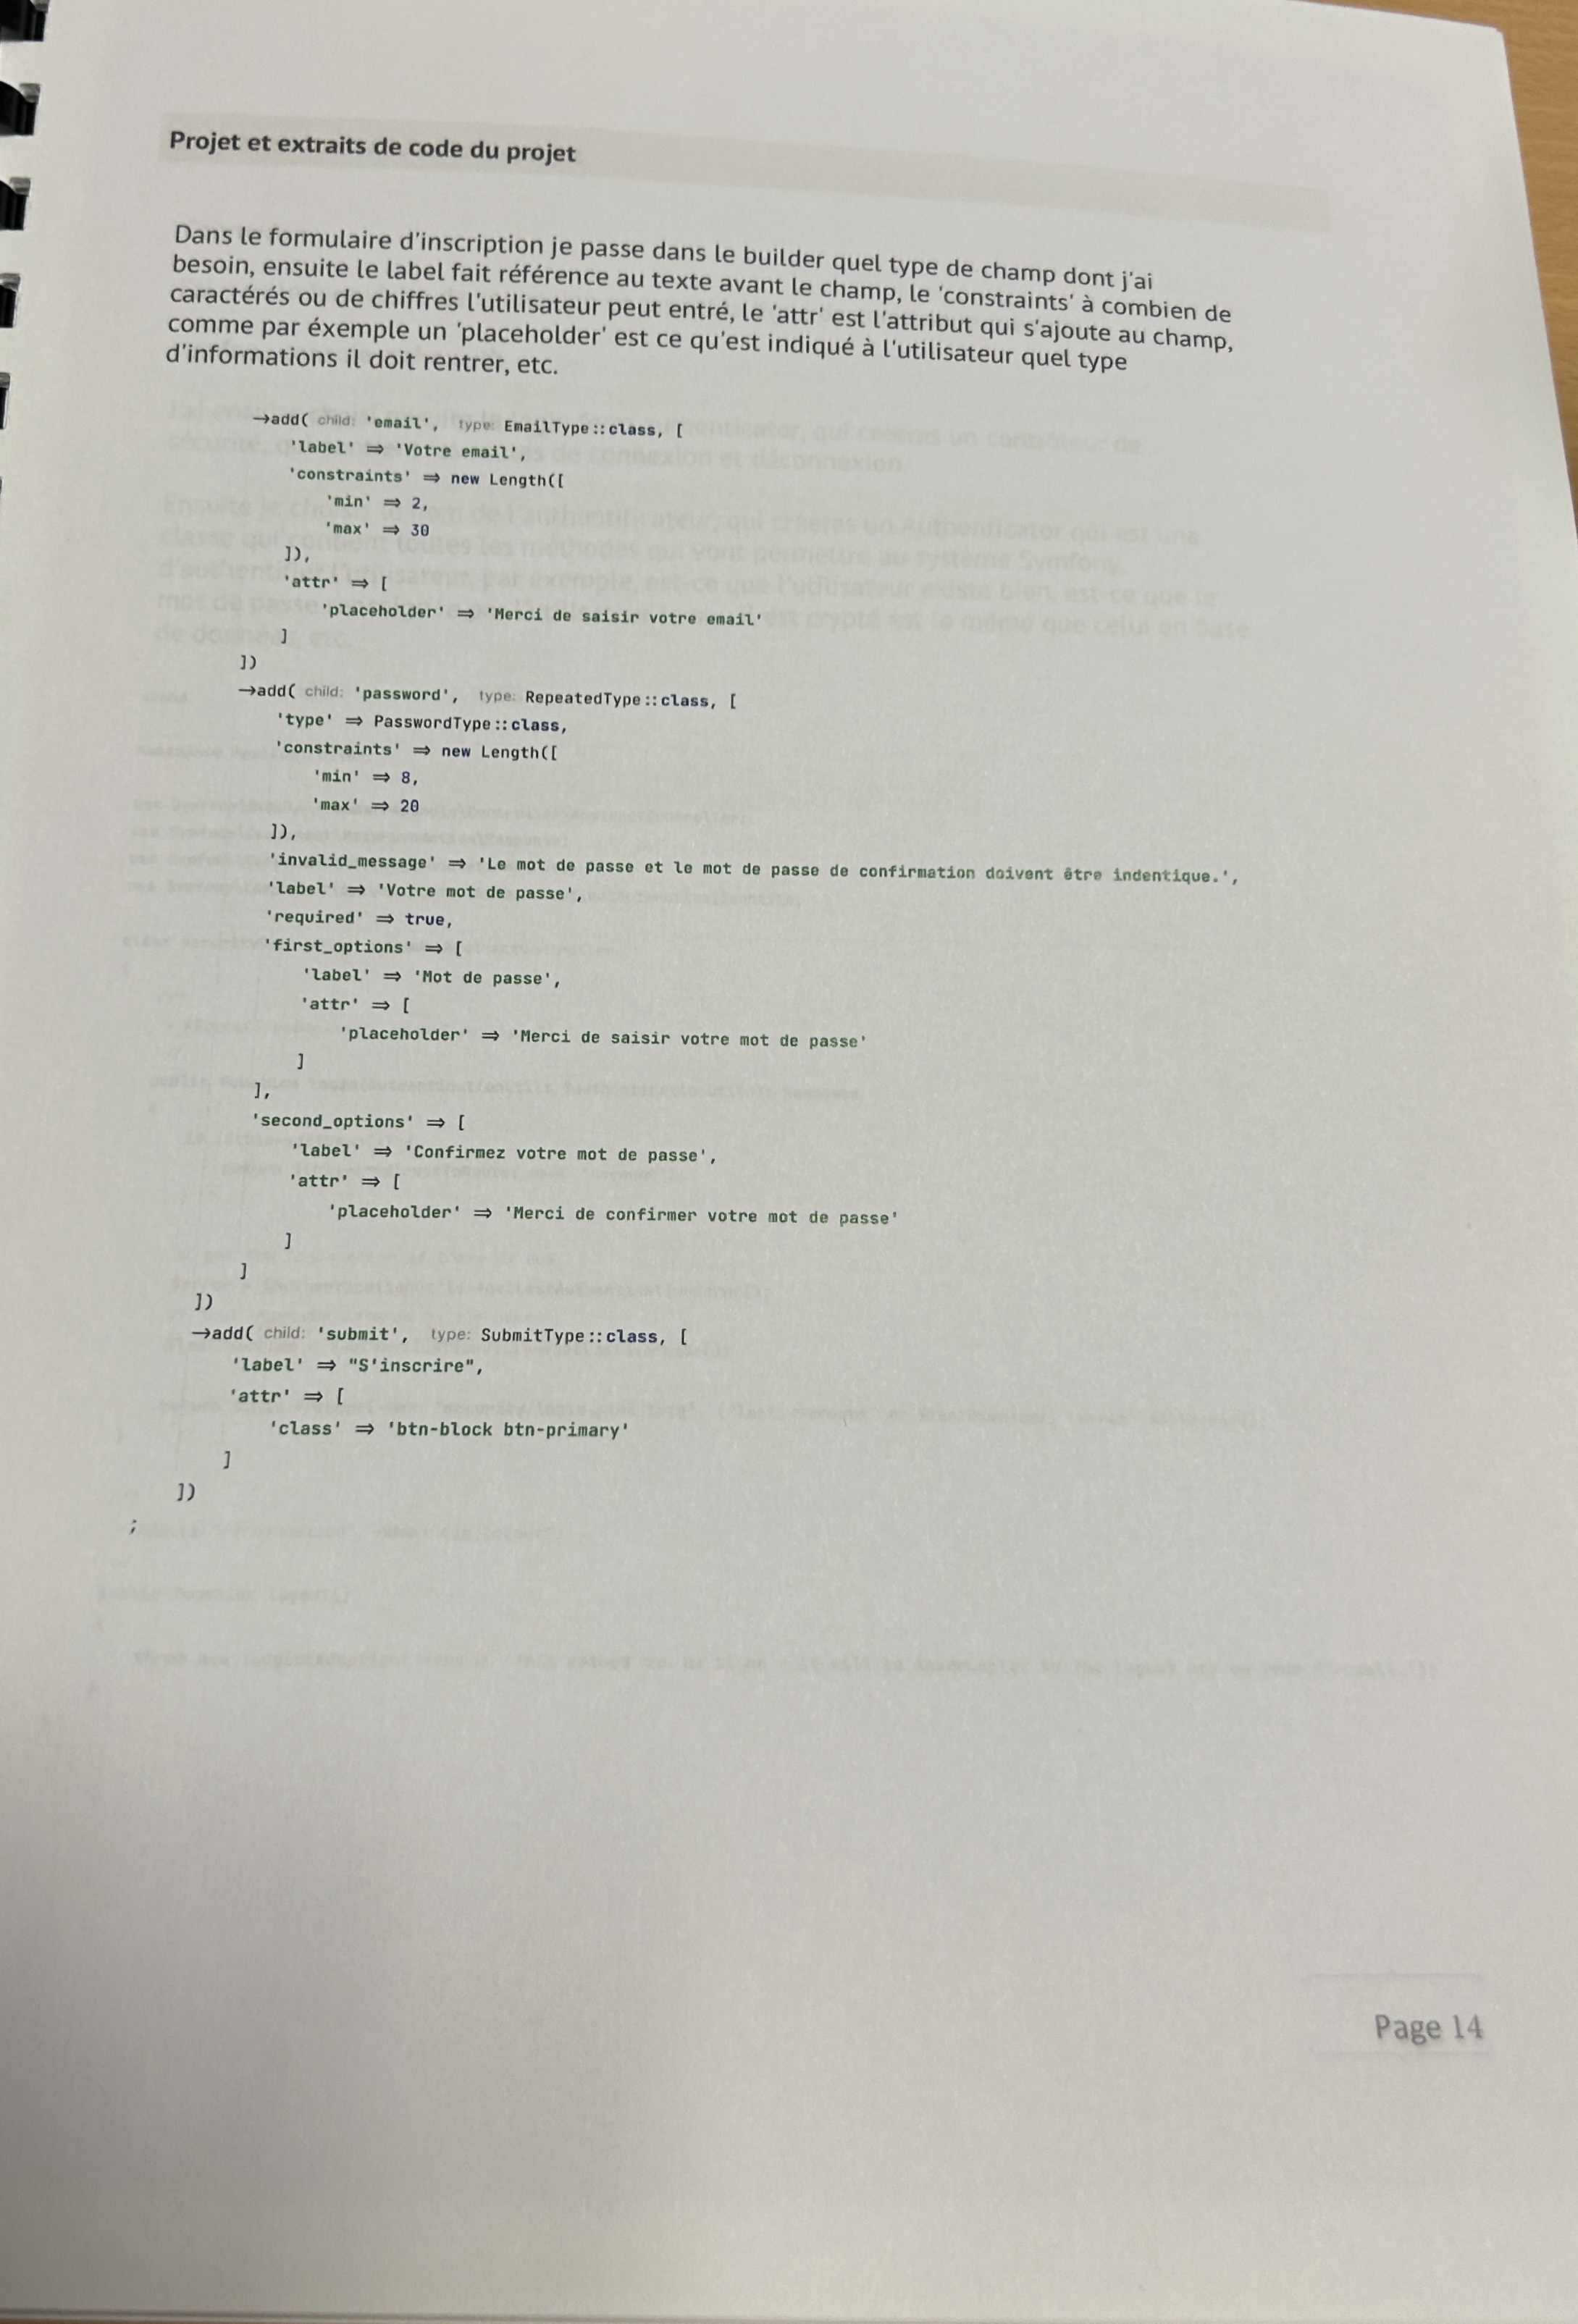 Projet et extraits de code du projet
Dans le formulaire d'inscription je passe dans le builder quel type de champ dont j'ai
besoin, ensuite le label fait référence au texte avant le champ, le 'constraints' à combien de
caractérés ou de chiffres l'utilisateur peut entré, le 'attr' est l'attribut qui s'ajoute au champ,
comme par éxemple un 'placeholder' est ce qu'est indiqué à l'utilisateur quel type
d'informations il doit rentrer, etc.
→add( child: 'email', type: EmailType::class, [
'label' ⇒ 'Votre email',
'constraints' ⇒ new Length([
'min' ⇒ 2,
'max' ⇒ 30
]),
'attr' ⇒ [
'placeholder' ⇒ 'Merci de saisir votre email'
]
])
→add( child: 'password', type: RepeatedType::class, [
'type' ⇒ PasswordType::class,
'constraints' ⇒ new Length([
'min' ⇒ 8,
'max' ⇒ 20
]),
'invalid_message' ⇒ 'Le mot de passe et le mot de passe de confirmation doivent être indentique.',
'label' ⇒ 'Votre mot de passe',
'required' ⇒ true,
'first_options' ⇒ [
'label' ⇒ 'Mot de passe',
'attr' ⇒ [
'placeholder' ⇒ 'Merci de saisir votre mot de passe'
]
],
'second_options' ⇒ [
'label' ⇒ 'Confirmez votre mot de passe',
'attr' ⇒ [
'placeholder' ⇒ 'Merci de confirmer votre mot de passe'
]
]
])
→add( child: 'submit', type: SubmitType::class, [
'label' ⇒ "S'inscrire",
'attr' ⇒ [
'class' ⇒ 'btn-block btn-primary'
]
])
;
Page 14